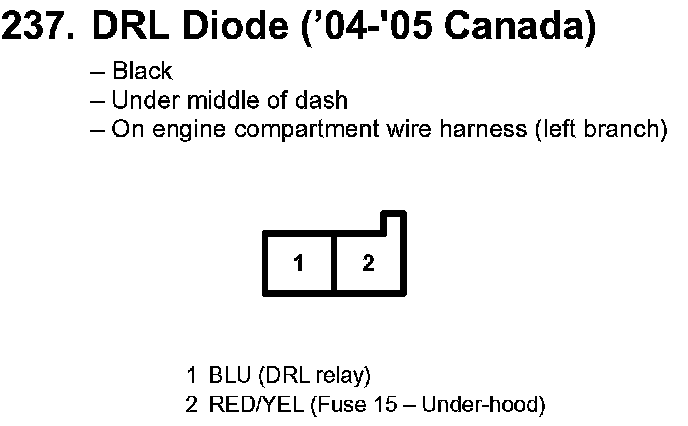 237. DRL Diode (’04-'05 Canada)
– Black
– Under middle of dash
– On engine compartment wire harness (left branch)
1 2
1 BLU (DRL relay)
2 RED/YEL (Fuse 15 – Under-hood)